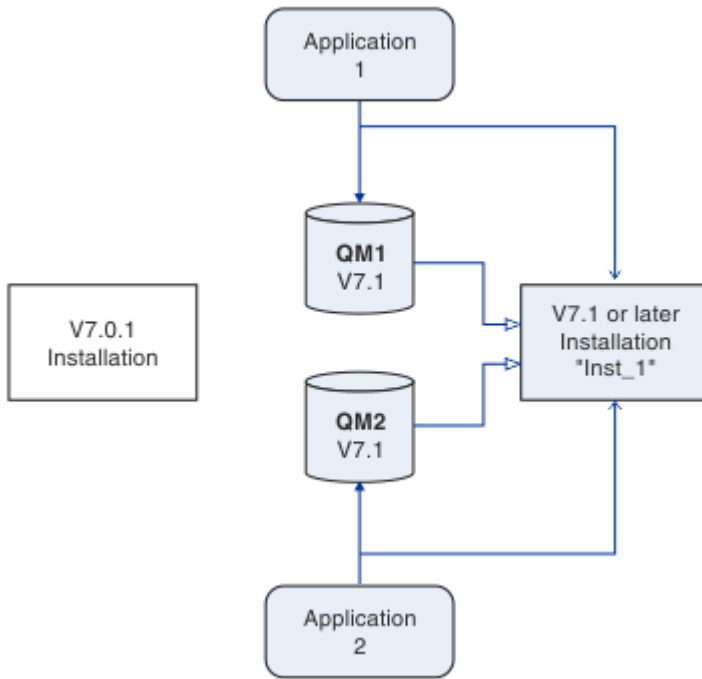 Application
1
QM1
V7.1
V7.0.1
Installation
V7.1 or later
Installation
"Inst_1"
QM2
V7.1
Application
2